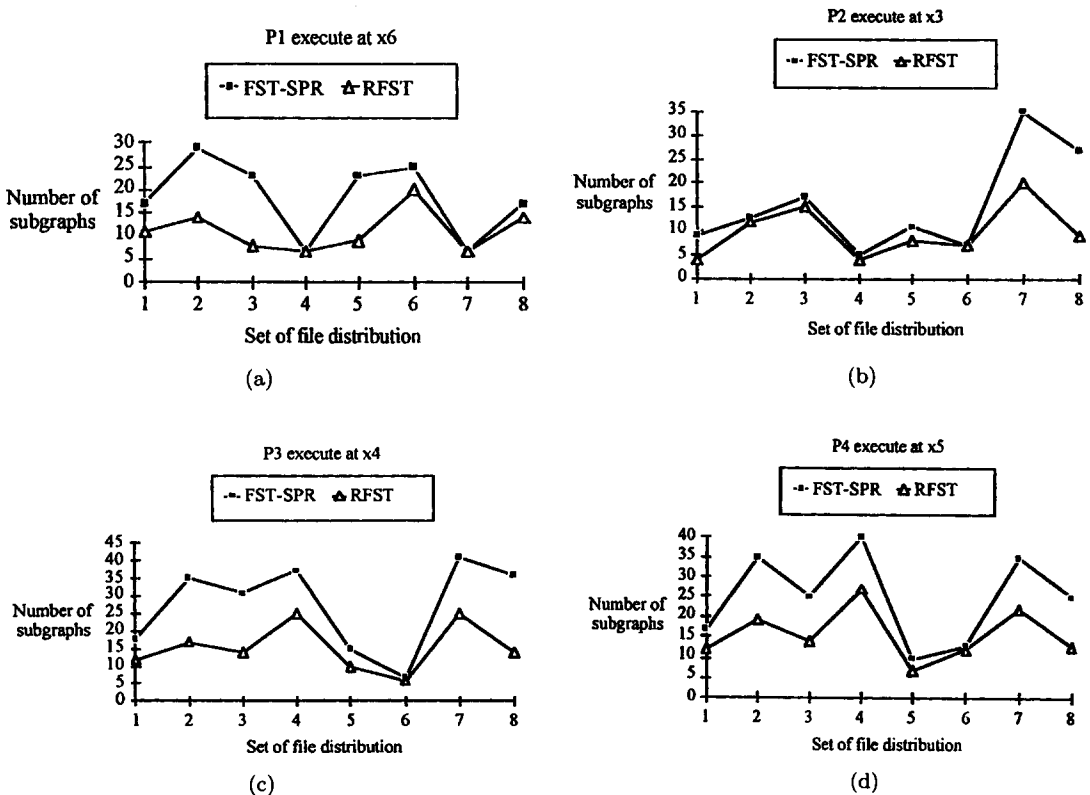 P1 execute at x6
FST-SPR RFST
30
25
20
15
10
5
0
Number of
subgraphs
1 2 3 4 5 6 7 8
Set of file distribution
(a)
P2 execute at x3
FST-SPR RFST
35
30
25
20
15
10
5
0
Number of
subgraphs
1 2 3 4 5 6 7 8
Set of file distribution
(b)
P3 execute at x4
FST-SPR RFST
45
40
35
30
25
20
15
10
5
0
Number of
subgraphs
1 2 3 4 5 6 7 8
Set of file distribution
(c)
P4 execute at x5
FST-SPR RFST
40
35
30
25
20
15
10
5
0
Number of
subgraphs
1 2 3 4 5 6 7 8
Set of file distribution
(d)